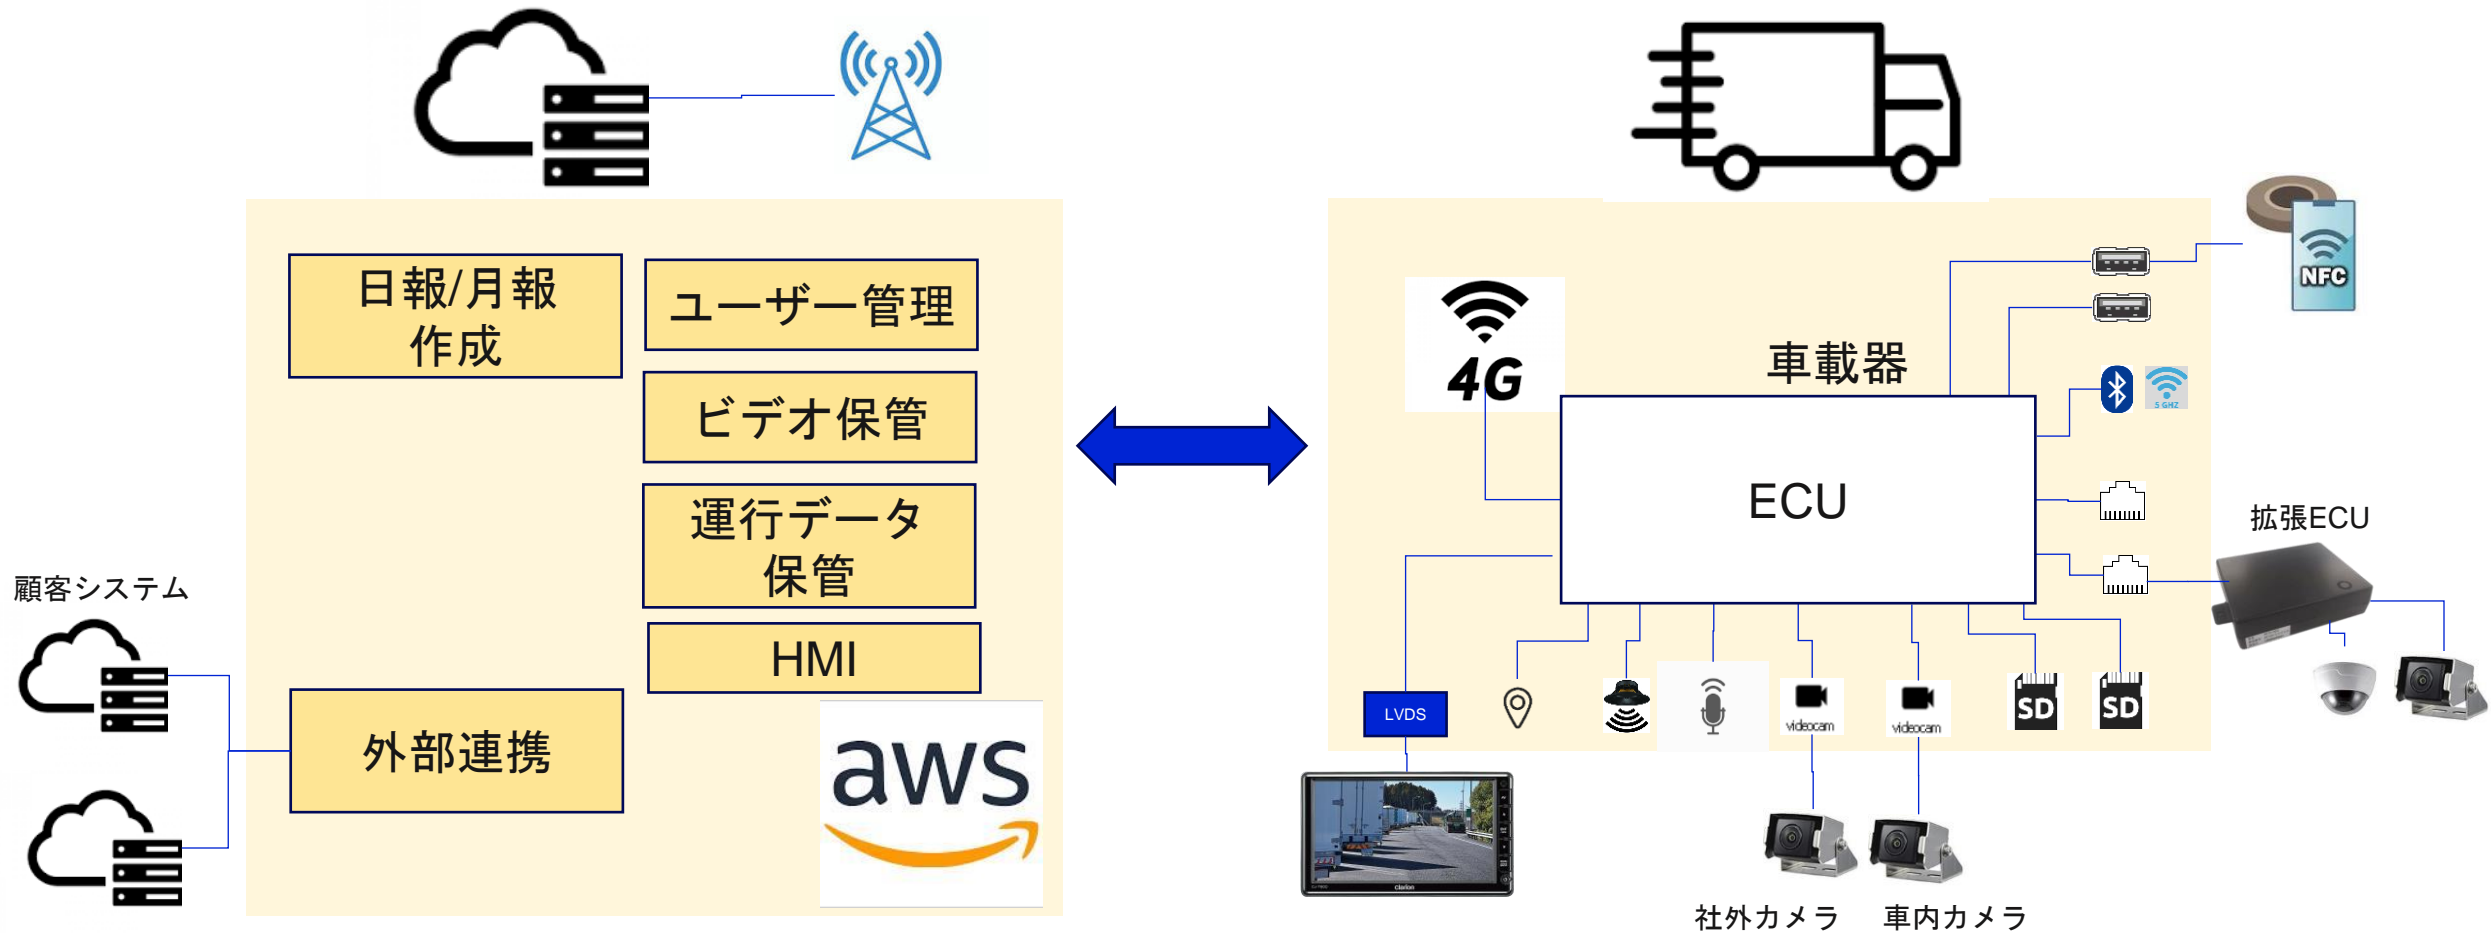 日報/月報
作成
ユーザー管理
ビデオ保管
運行データ
保管
HMI
外部連携
aws
顧客システム
4G
車載器
ECU
NFC
5 GHZ
拡張ECU
LVDS
videocam
videocam
SD
SD
clarion
社外カメラ
車内カメラ